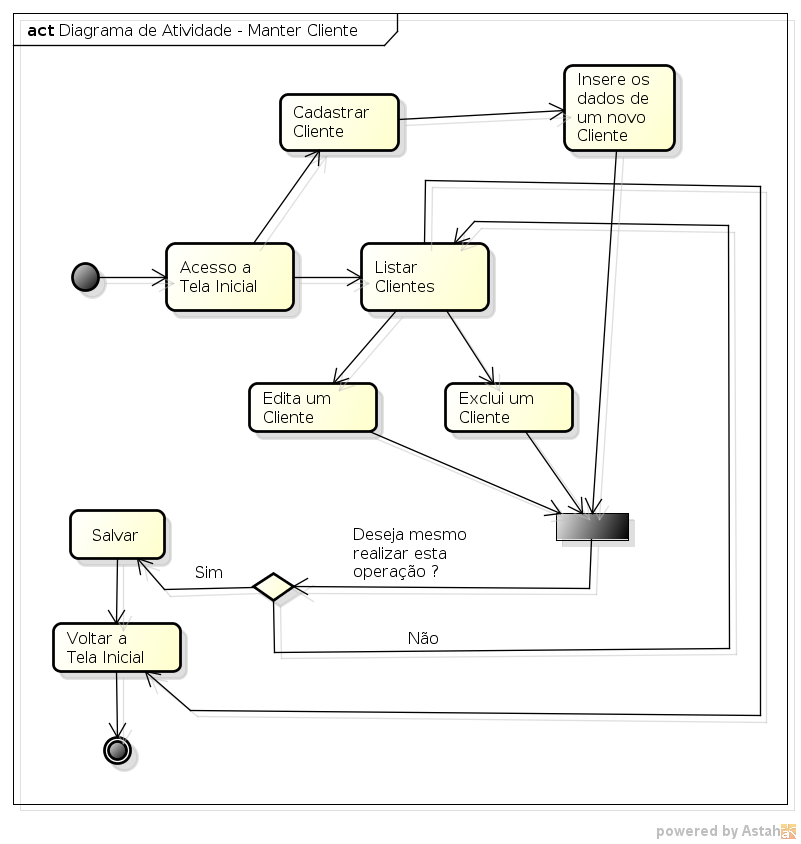 act Diagrama de Atividade - Manter Cliente
Insere os
dados de
um novo
Cliente
Cadastrar
Cliente
Acesso a
Tela Inicial
Listar
Clientes
Edita um
Cliente
Exclui um
Cliente
Salvar
Deseja mesmo
realizar esta
operação ?
Sim
Não
Voltar a
Tela Inicial
powered by Astah